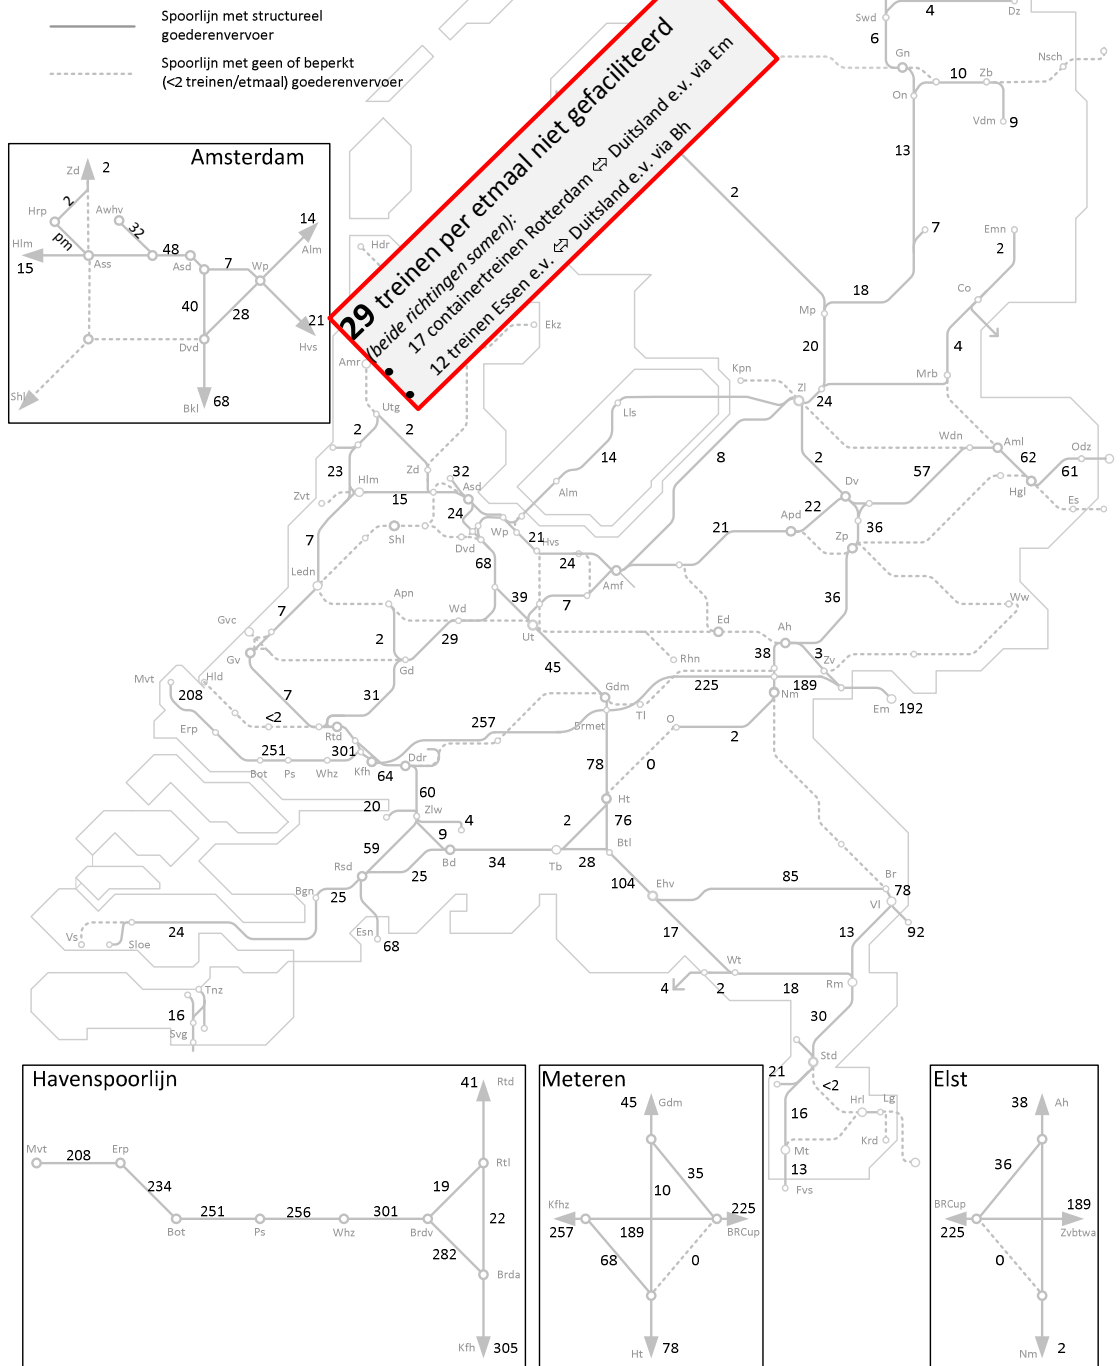 Spoorlijn met structureel
goederenvervoer
Spoorlijn met geen of beperkt
(<2 treinen/etmaal) goederenvervoer
29 treinen per etmaal niet gefaciliteerd
(beide richtingen samen):
• 17 containertreinen Rotterdam ⬄ Duitsland e.v. via Em
• 12 treinen Essen e.v. ⬄ Duitsland e.v. via Bh
Swd
4
Dz
6
Gn
Nsch
10
Zb
On
Vdm
9
13
2
7
Emn
2
Co
18
Mp
20
4
Mrb
Kpn
Zl
24
Amsterdam
Zd
2
2
Hrp
Awhv
32
14
Hlm
pm
48
Alm
15
Ass
Asd
7
Wp
40
28
21
Dvd
Hvs
Shl
Bkl
68
Hdr
Ekz
Amr
Utg
2
2
Lls
Wdn
Aml
Odz
23
Zd
32
14
8
2
57
62
61
Hlm
Asd
Dv
Hgl
Zvt
15
Alm
22
Es
24
Apd
Shl
Wp
21
Hvs
21
36
7
Dvd
Zp
68
24
Ledn
Amf
Apn
39
7
36
Ww
Gvc
7
Wd
Ut
Ed
Ah
2
29
Gv
45
Rhn
38
3
Zv
Mvt
Hld
Gd
208
7
31
Gdm
225
189
Nm
Em
192
<2
257
Tl
Erp
Rtd
Brmet
O
2
251
301
Ddr
Bot
Ps
Whz
Kfh
64
78
0
60
20
Zlw
4
Ht
9
2
76
59
Btl
Bd
34
Tb
28
Rsd
25
104
Ehv
85
Br
78
Bgn
25
Vl
24
92
Vs
Sloe
Esn
68
17
13
Wt
4
2
18
Rm
Tnz
16
Svg
30
Std
21
<2
16
Hrl
Lg
Krd
Mt
13
Fvs
Havenspoorlijn
41
Rtd
Mvt
208
Erp
Rtl
234
19
251
256
301
22
Bot
Ps
Whz
Brdv
282
Brda
Kfh
305
Meteren
45
Gdm
35
10
Kfhz
225
257
189
BRCup
68
0
Ht
78
Elst
38
Ah
36
BRCup
189
225
Zvbtwa
0
Nm
2